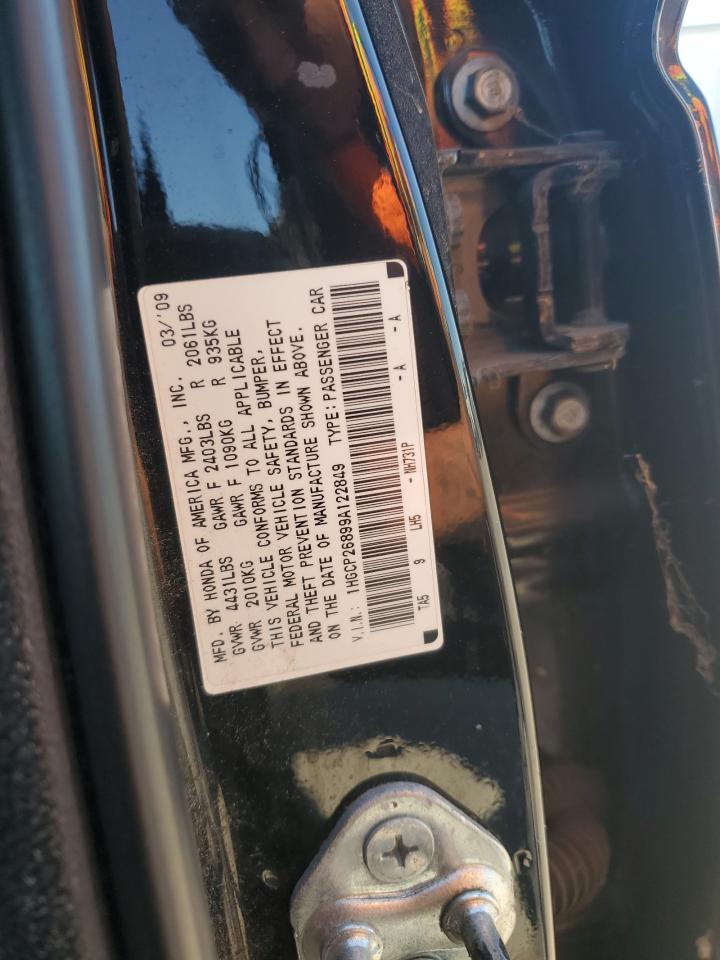 MFD. BY HONDA OF AMERICA MFG., INC. 03/'09
GVWR 4431LBS GAWR F 2403LBS R 2061LBS
GVWR 2010KG GAWR F 1090KG R 935KG
THIS VEHICLE CONFORMS TO ALL APPLICABLE
FEDERAL MOTOR VEHICLE SAFETY, BUMPER,
AND THEFT PREVENTION STANDARDS IN EFFECT
ON THE DATE OF MANUFACTURE SHOWN ABOVE.
V.I.N.: 1HGCP26899A122849 TYPE:PASSENGER CAR
TA5 9 LH5 - NH731P - A - A